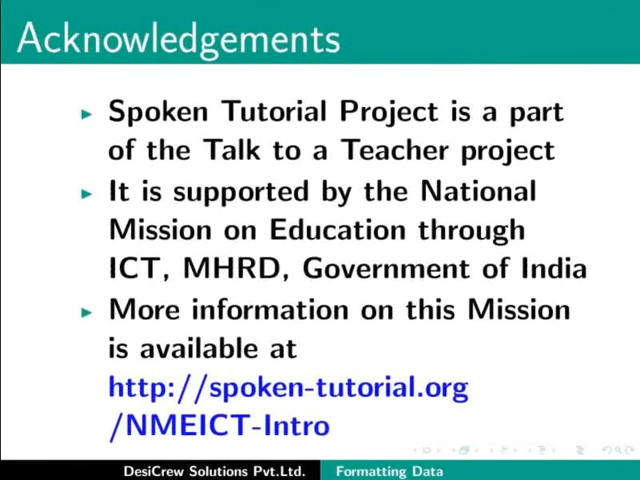 Acknowledgements
Spoken Tutorial Project is a part
of the Talk to a Teacher project
It is supported by the National
Mission on Education through
ICT, MHRD, Government of India
More information on this Mission
is available at
http://spoken-tutorial.org
/NMEICT-Intro
DesiCrew Solutions Pvt.Ltd. Formatting Data